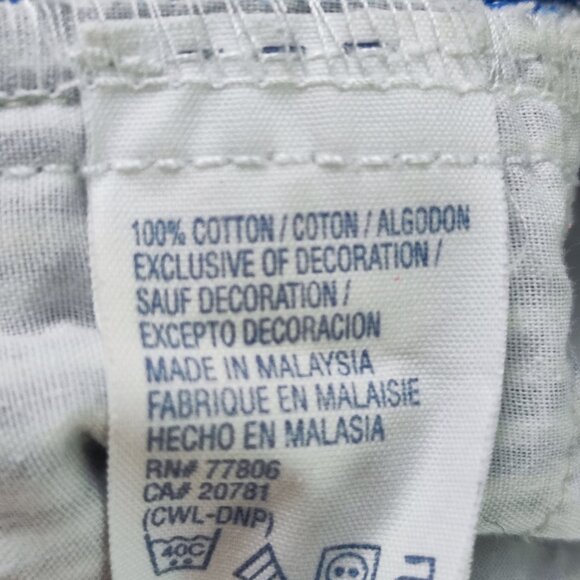 100% COTTON / COTON / ALGODON
EXCLUSIVE OF DECORATION /
SAUF DECORATION /
EXCEPTO DECORACION
MADE IN MALAYSIA
FABRIQUE EN MALAISIE
HECHO EN MALASIA
RN# 77806
CA# 20781
(CWL-DNP)
40C